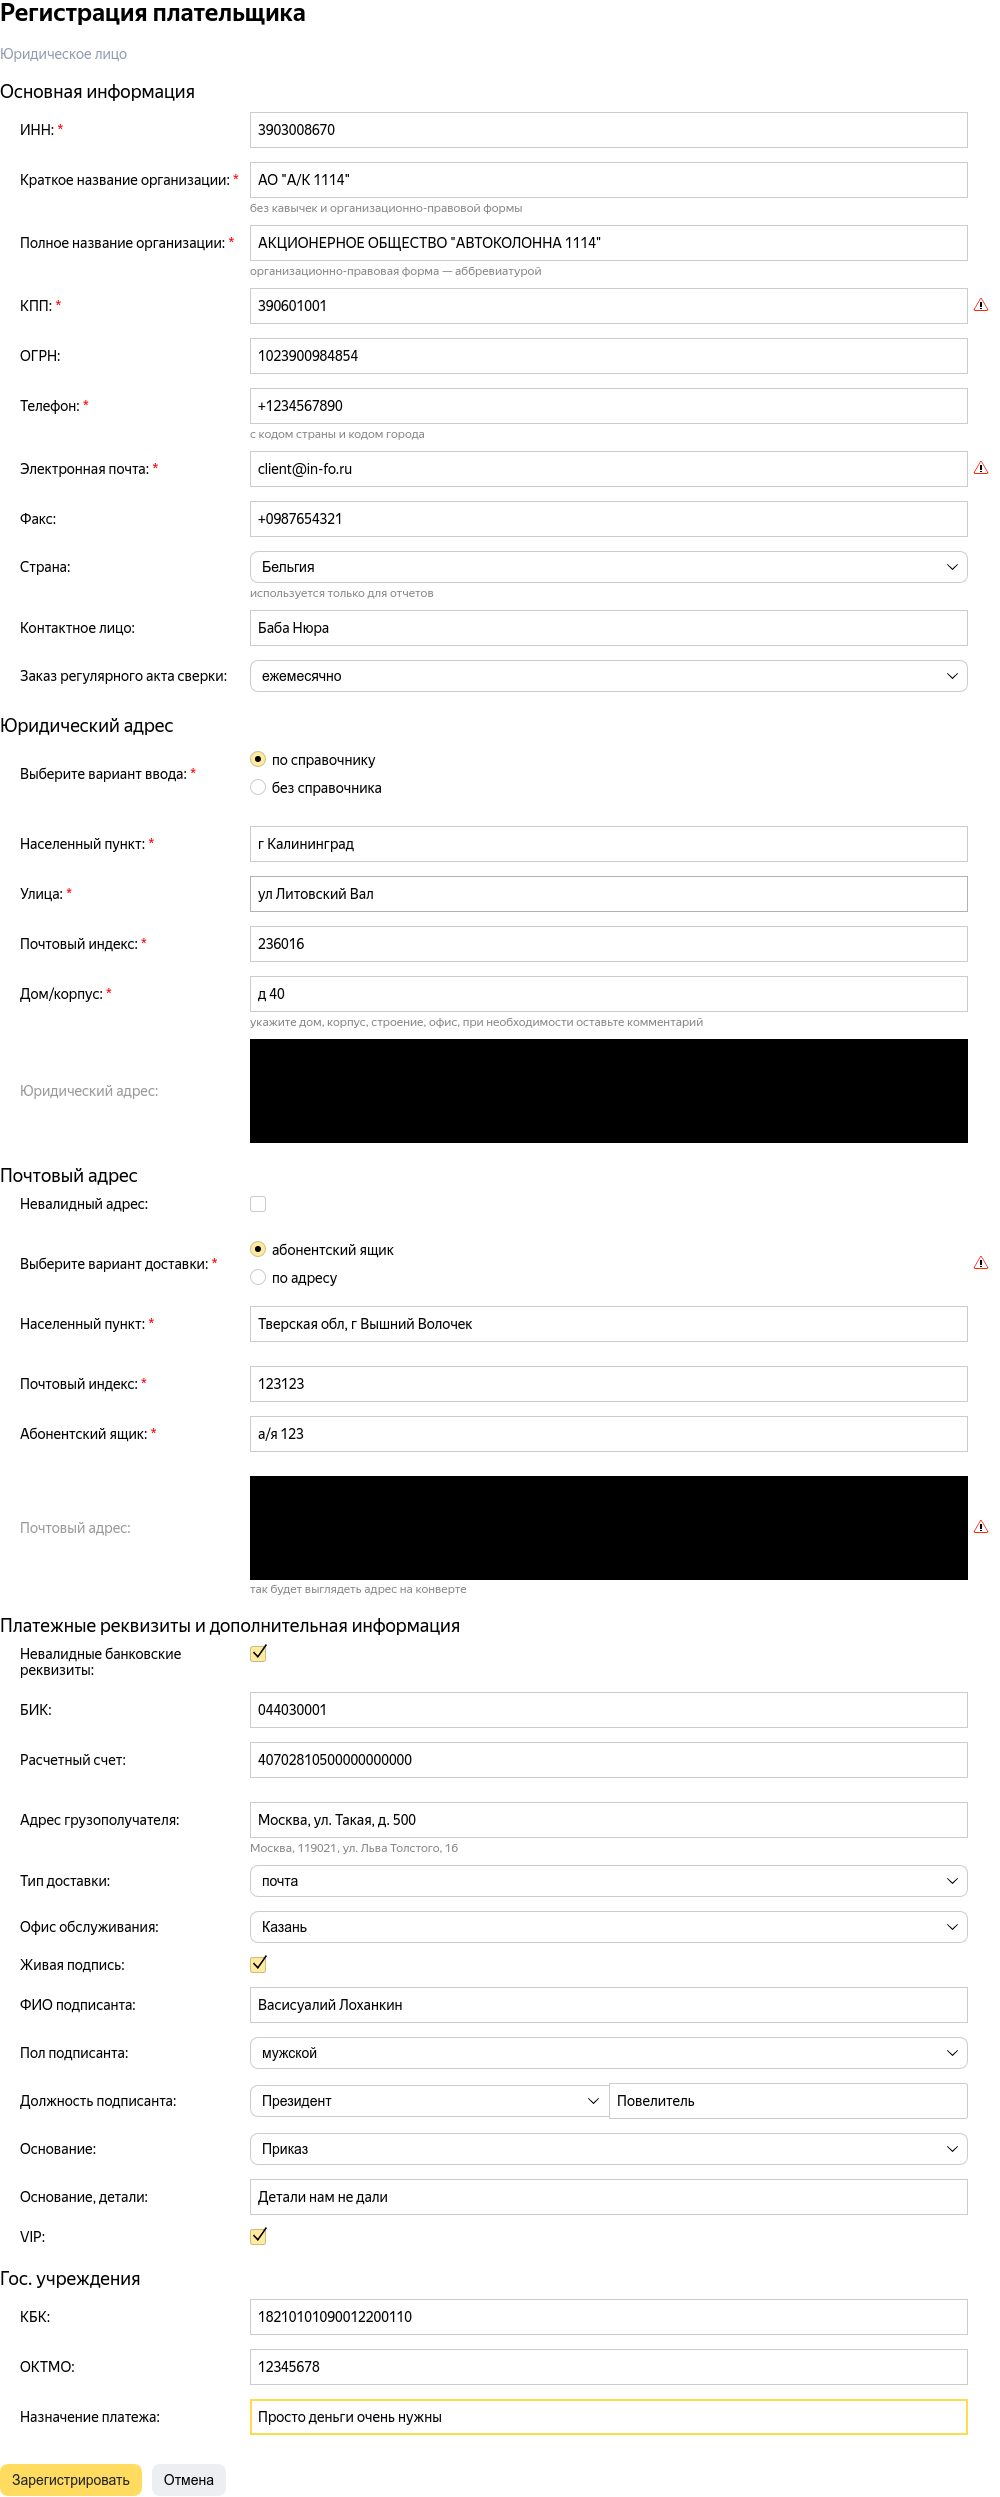 Регистрация плательщика
Юридическое лицо
Основная информация
ИНН: * 3903008670
Краткое название организации: * АО "А/К 1114"
без кавычек и организационно-правовой формы
Полное название организации: * АКЦИОНЕРНОЕ ОБЩЕСТВО "АВТОКОЛОННА 1114"
организационно-правовая форма — аббревиатурой
КПП: * 390601001
ОГРН: 1023900984854
Телефон: * +1234567890
с кодом страны и кодом города
Электронная почта: * client@in-fo.ru
Факс: +0987654321
Страна: Бельгия
используется только для отчетов
Контактное лицо: Баба Нюра
Заказ регулярного акта сверки: ежемесячно
Юридический адрес
Выберите вариант ввода: * по справочнику
без справочника
Населенный пункт: * г Калининград
Улица: * ул Литовский Вал
Почтовый индекс: * 236016
Дом/корпус: * д 40
укажите дом, корпус, строение, офис, при необходимости оставьте комментарий
Юридический адрес:
Почтовый адрес
Невалидный адрес:
Выберите вариант доставки: * абонентский ящик
по адресу
Населенный пункт: * Тверская обл, г Вышний Волочек
Почтовый индекс: * 123123
Абонентский ящик: * а/я 123
Почтовый адрес:
так будет выглядеть адрес на конверте
Платежные реквизиты и дополнительная информация
Невалидные банковские
реквизиты:
БИК: 044030001
Расчетный счет: 40702810500000000000
Адрес грузополучателя: Москва, ул. Такая, д. 500
Москва, 119021, ул. Льва Толстого, 16
Тип доставки: почта
Офис обслуживания: Казань
Живая подпись:
ФИО подписанта: Васисуалий Лоханкин
Пол подписанта: мужской
Должность подписанта: Президент Повелитель
Основание: Приказ
Основание, детали: Детали нам не дали
VIP:
Гос. учреждения
КБК: 18210101090012200110
ОКТМО: 12345678
Назначение платежа: Просто деньги очень нужны
Зарегистрировать Отмена